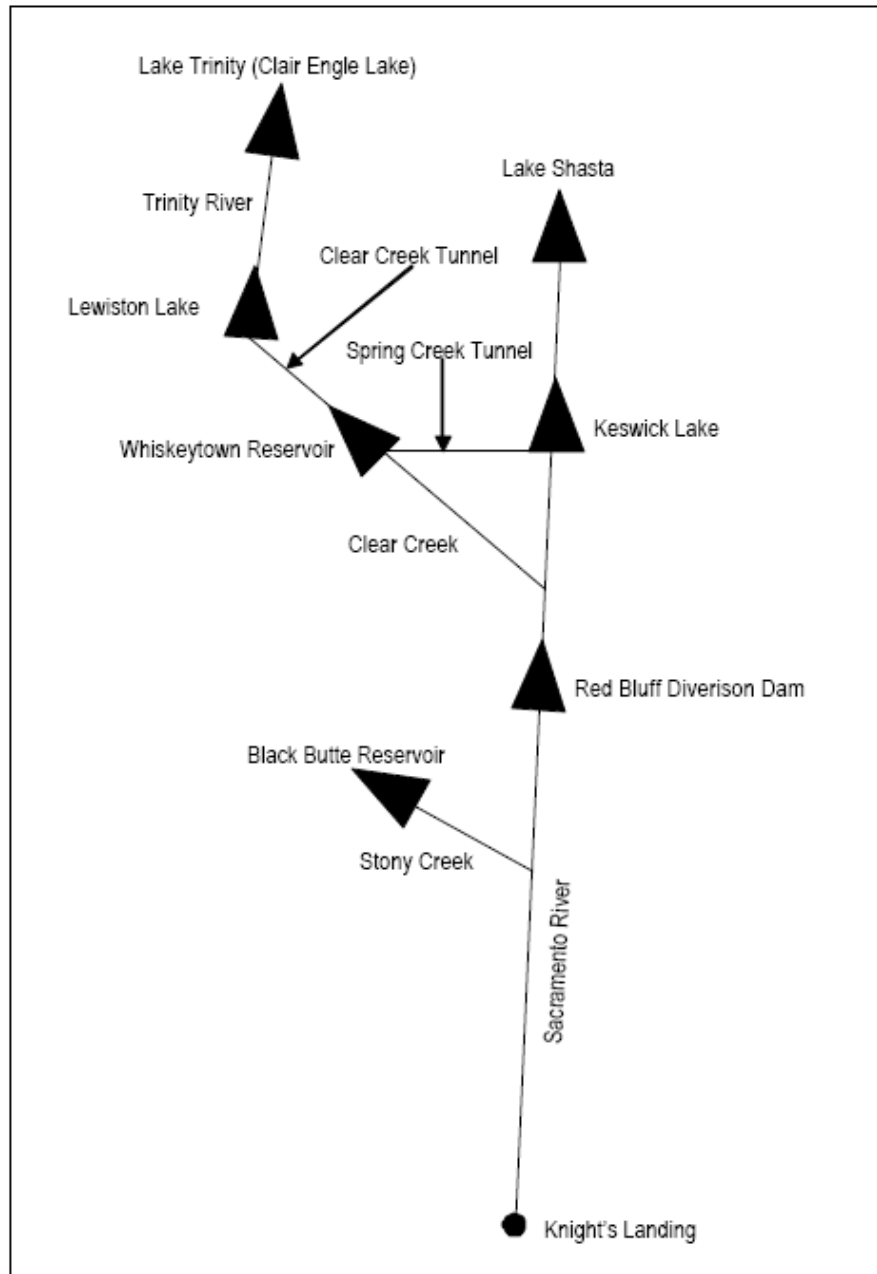 Lake Trinity (Clair Engle Lake)
Lake Shasta
Trinity River
Clear Creek Tunnel
Lewiston Lake
Spring Creek Tunnel
Keswick Lake
Whiskeytown Reservoir
Clear Creek
Red Bluff Diverison Dam
Black Butte Reservoir
Stony Creek
Sacramento River
Knight's Landing